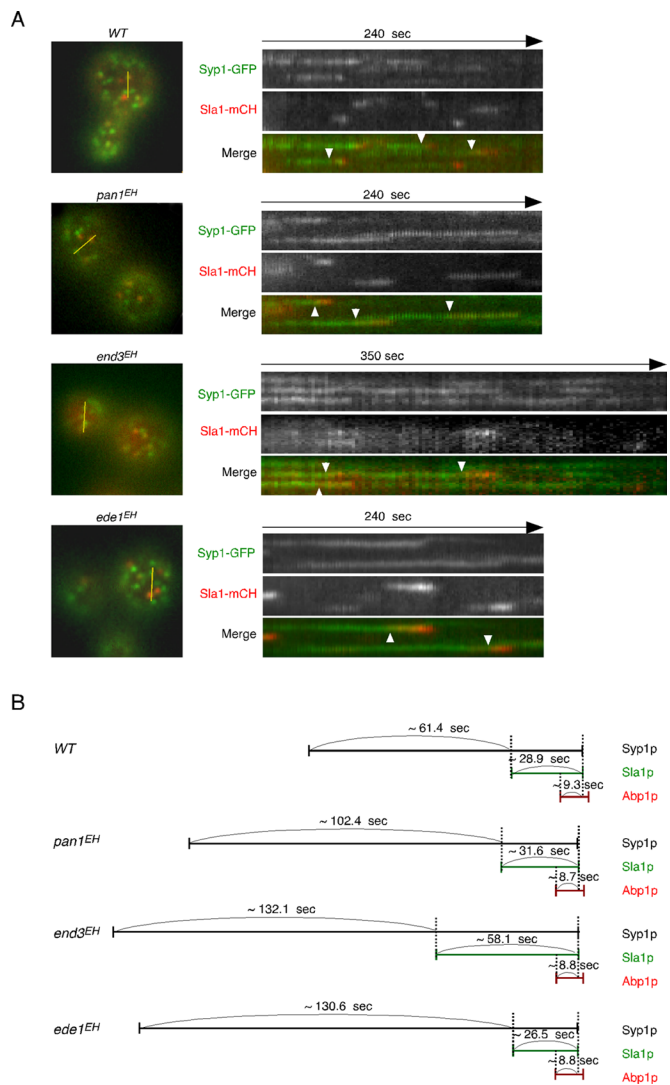 A
WT
240 sec
Syp1-GFP
Sla1-mCH
Merge
pan1EH
240 sec
Syp1-GFP
Sla1-mCH
Merge
end3EH
350 sec
Syp1-GFP
Sla1-mCH
Merge
ede1EH
240 sec
Syp1-GFP
Sla1-mCH
Merge
B
~ 61.4 sec
WT
Syp1p
~ 28.9 sec
Sla1p
~ 9.3 sec
Abp1p
~ 102.4 sec
pan1EH
Syp1p
~ 31.6 sec
Sla1p
~ 8.7 sec
Abp1p
~ 132.1 sec
end3EH
Syp1p
~ 58.1 sec
Sla1p
~ 8.8 sec
Abp1p
~ 130.6 sec
ede1EH
Syp1p
~ 26.5 sec
Sla1p
~ 8.8 sec
Abp1p